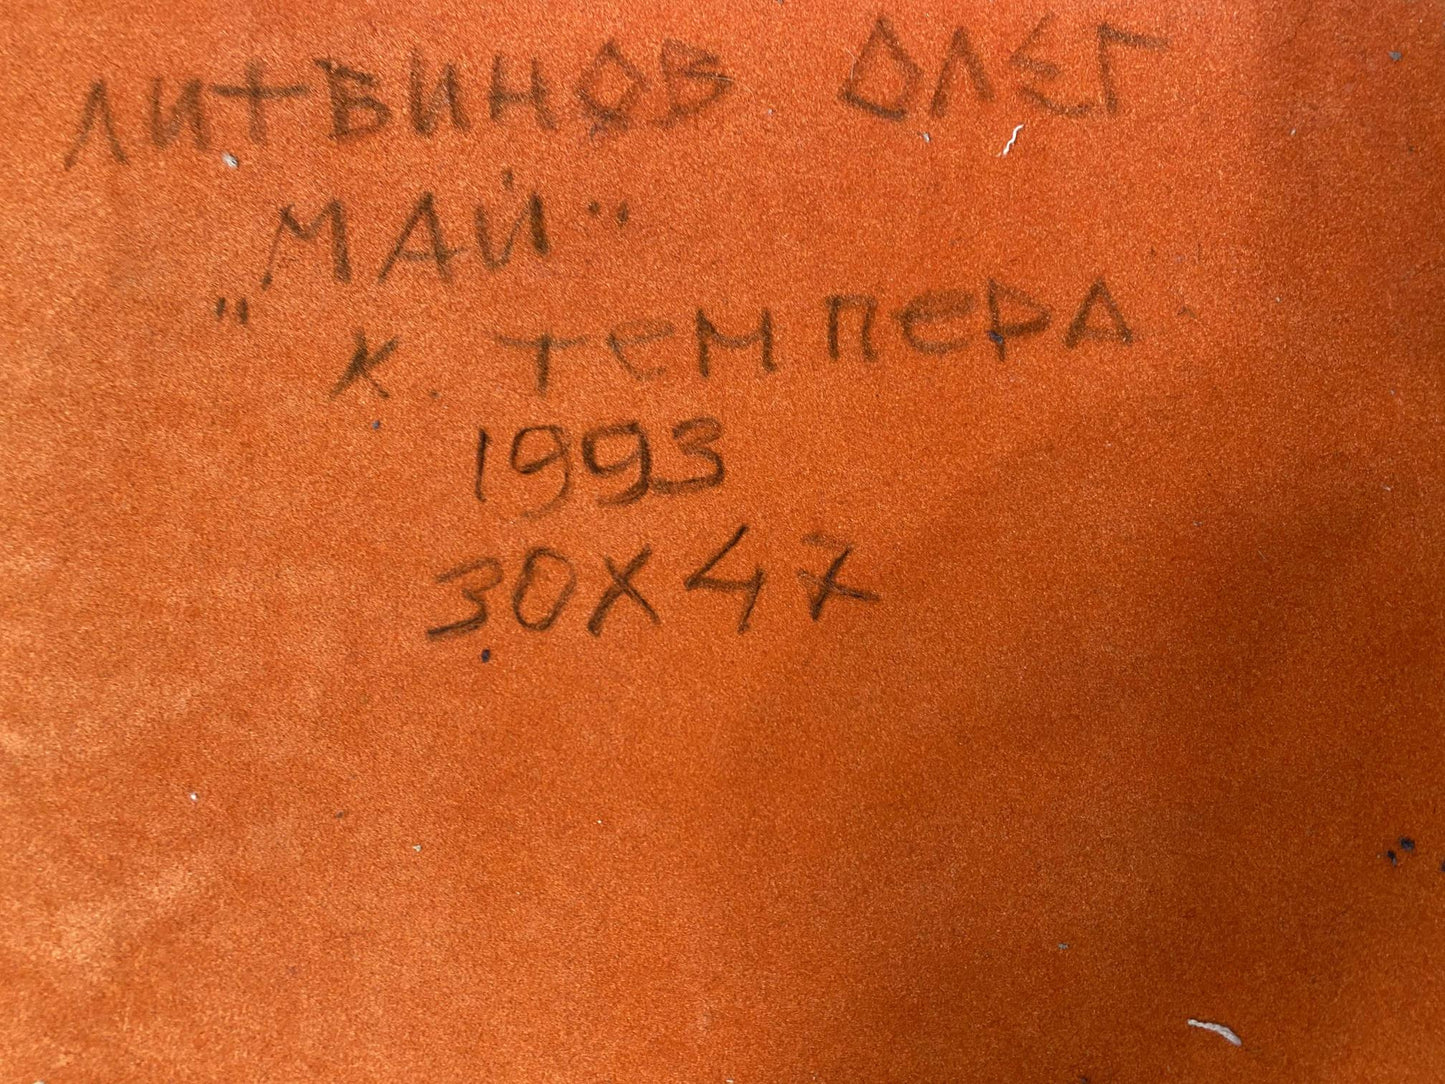 ЛИТВИНОВ ОЛЕГ
„МАЙ"
К. ТЕМПЕРА
1993
30X47